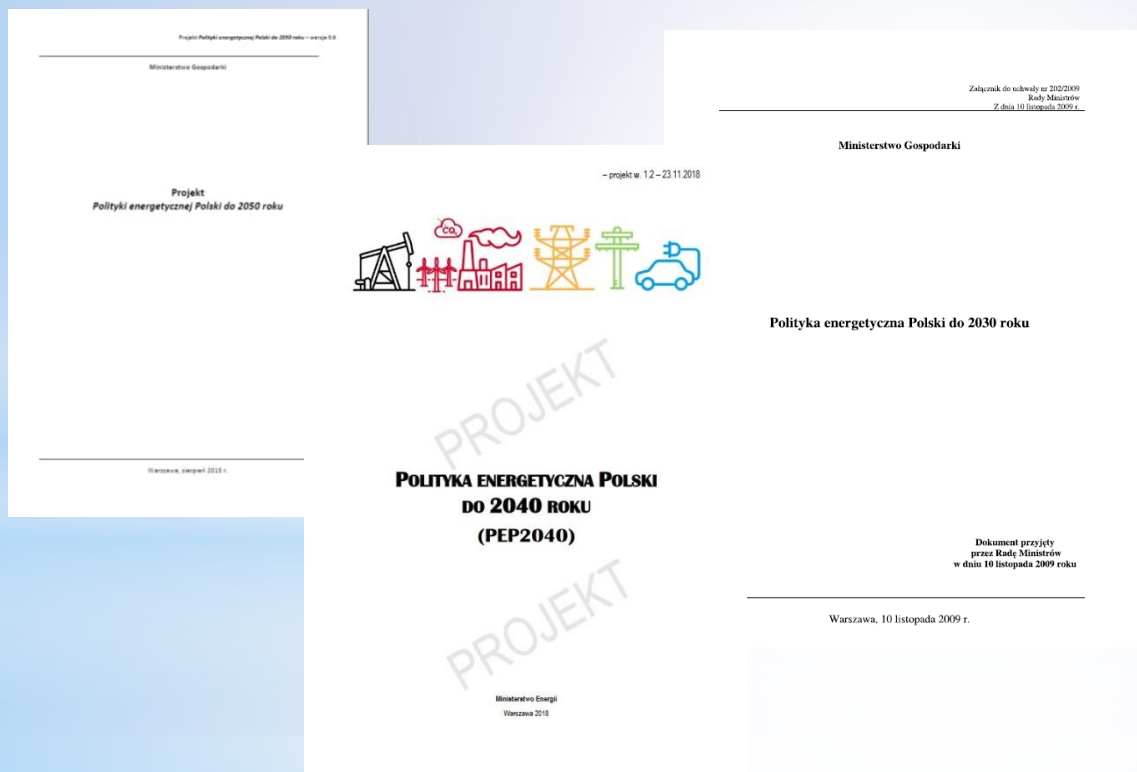 Projekt Polityki energetycznej Polski do 2050 roku – wersja 0.6
Ministerstwo Gospodarki
Projekt
Polityki energetycznej Polski do 2050 roku
Warszawa, sierpień 2015 r.
– projekt w. 1.2 – 23.11.2018
CO₂
PROJEKT
POLITYKA ENERGETYCZNA POLSKI
DO 2040 ROKU
(PEP2040)
PROJEKT
Ministerstwo Energii
Warszawa 2018
Załącznik do uchwały nr 202/2009
Rady Ministrów
Z dnia 10 listopada 2009 r.
Ministerstwo Gospodarki
Polityka energetyczna Polski do 2030 roku
Dokument przyjęty
przez Radę Ministrów
w dniu 10 listopada 2009 roku
Warszawa, 10 listopada 2009 r.